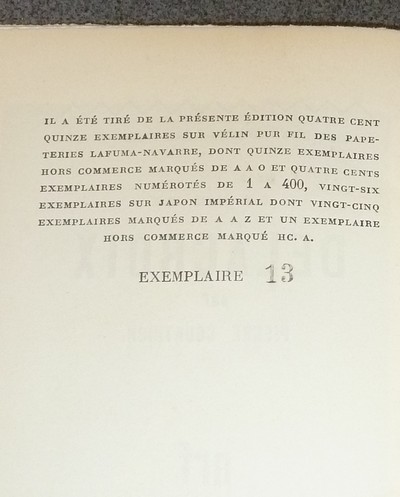 IL A ÉTÉ TIRÉ DE LA PRÉSENTE ÉDITION QUATRE CENT
QUINZE EXEMPLAIRES SUR VÉLIN PUR FIL DES PAPE-
TERIES LAFUMA-NAVARRE, DONT QUINZE EXEMPLAIRES
HORS COMMERCE MARQUÉS DE A A O ET QUATRE CENTS
EXEMPLAIRES NUMÉROTÉS DE 1 A 400, VINGT-SIX
EXEMPLAIRES SUR JAPON IMPÉRIAL DONT VINGT-CINQ
EXEMPLAIRES MARQUÉS DE A A Z ET UN EXEMPLAIRE
HORS COMMERCE MARQUÉ HC. A.
EXEMPLAIRE 13